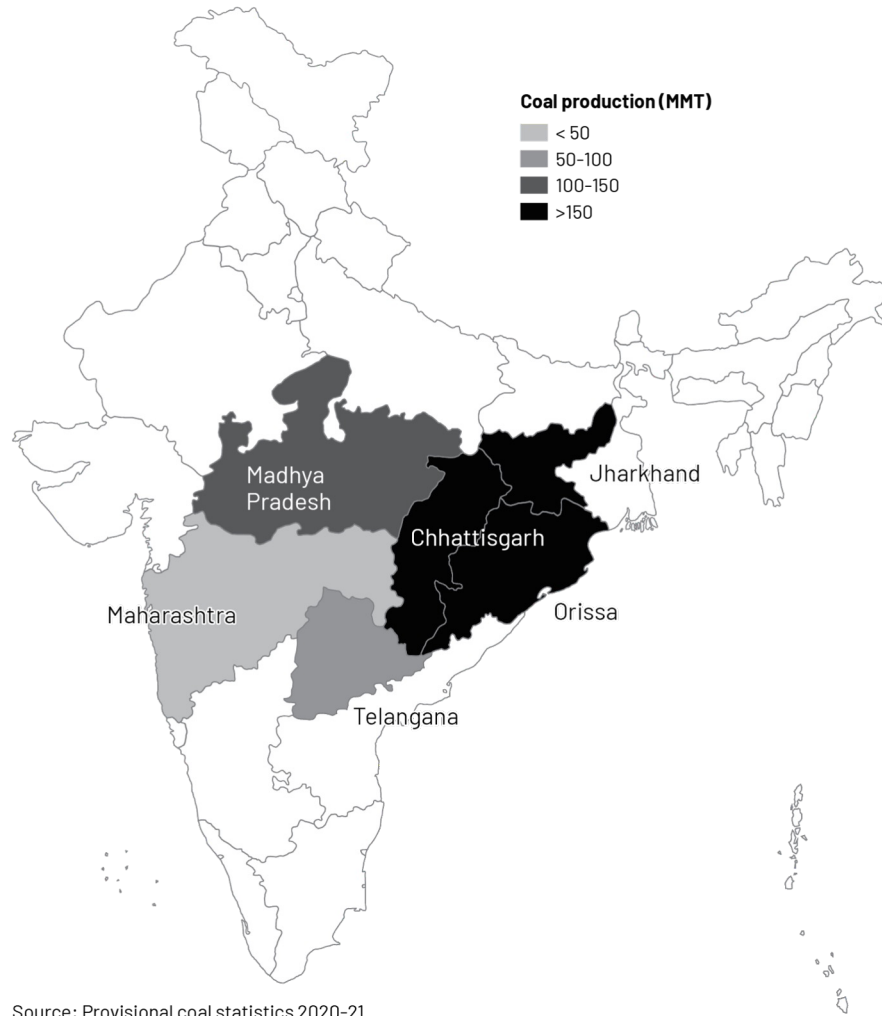 Coal production (MMT)
< 50
50-100
100-150
>150
Madhya
Pradesh
Jharkhand
Chhattisgarh
Maharashtra
Orissa
Telangana
Source: Provisional coal statistics 2020-21